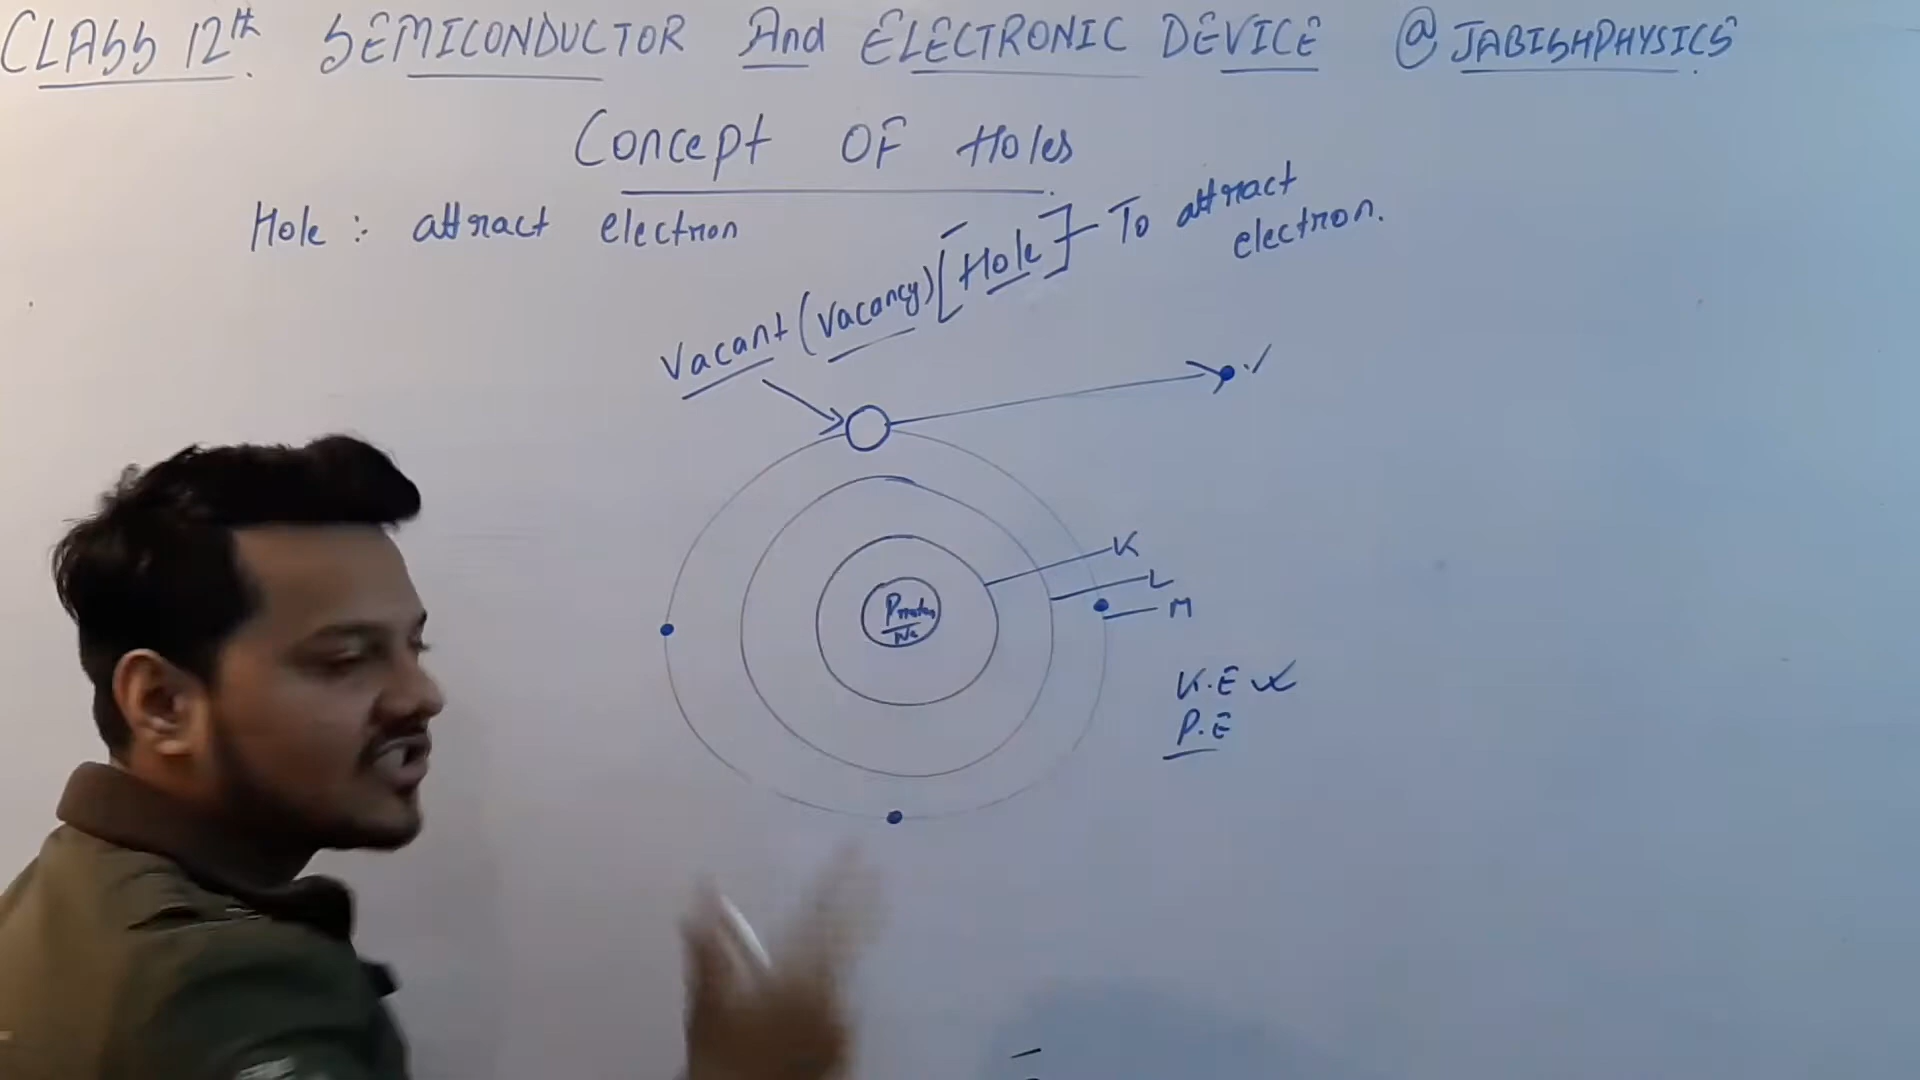 CLASS 12th SEMICONDUCTOR And ELECTRONIC DEVICE @JABISHPHYSICS
Concept OF Holes
Hole : attract electron
Vacant (Vacancy) [Hole] - To attract electron.
K
L
M
K.E
P.E